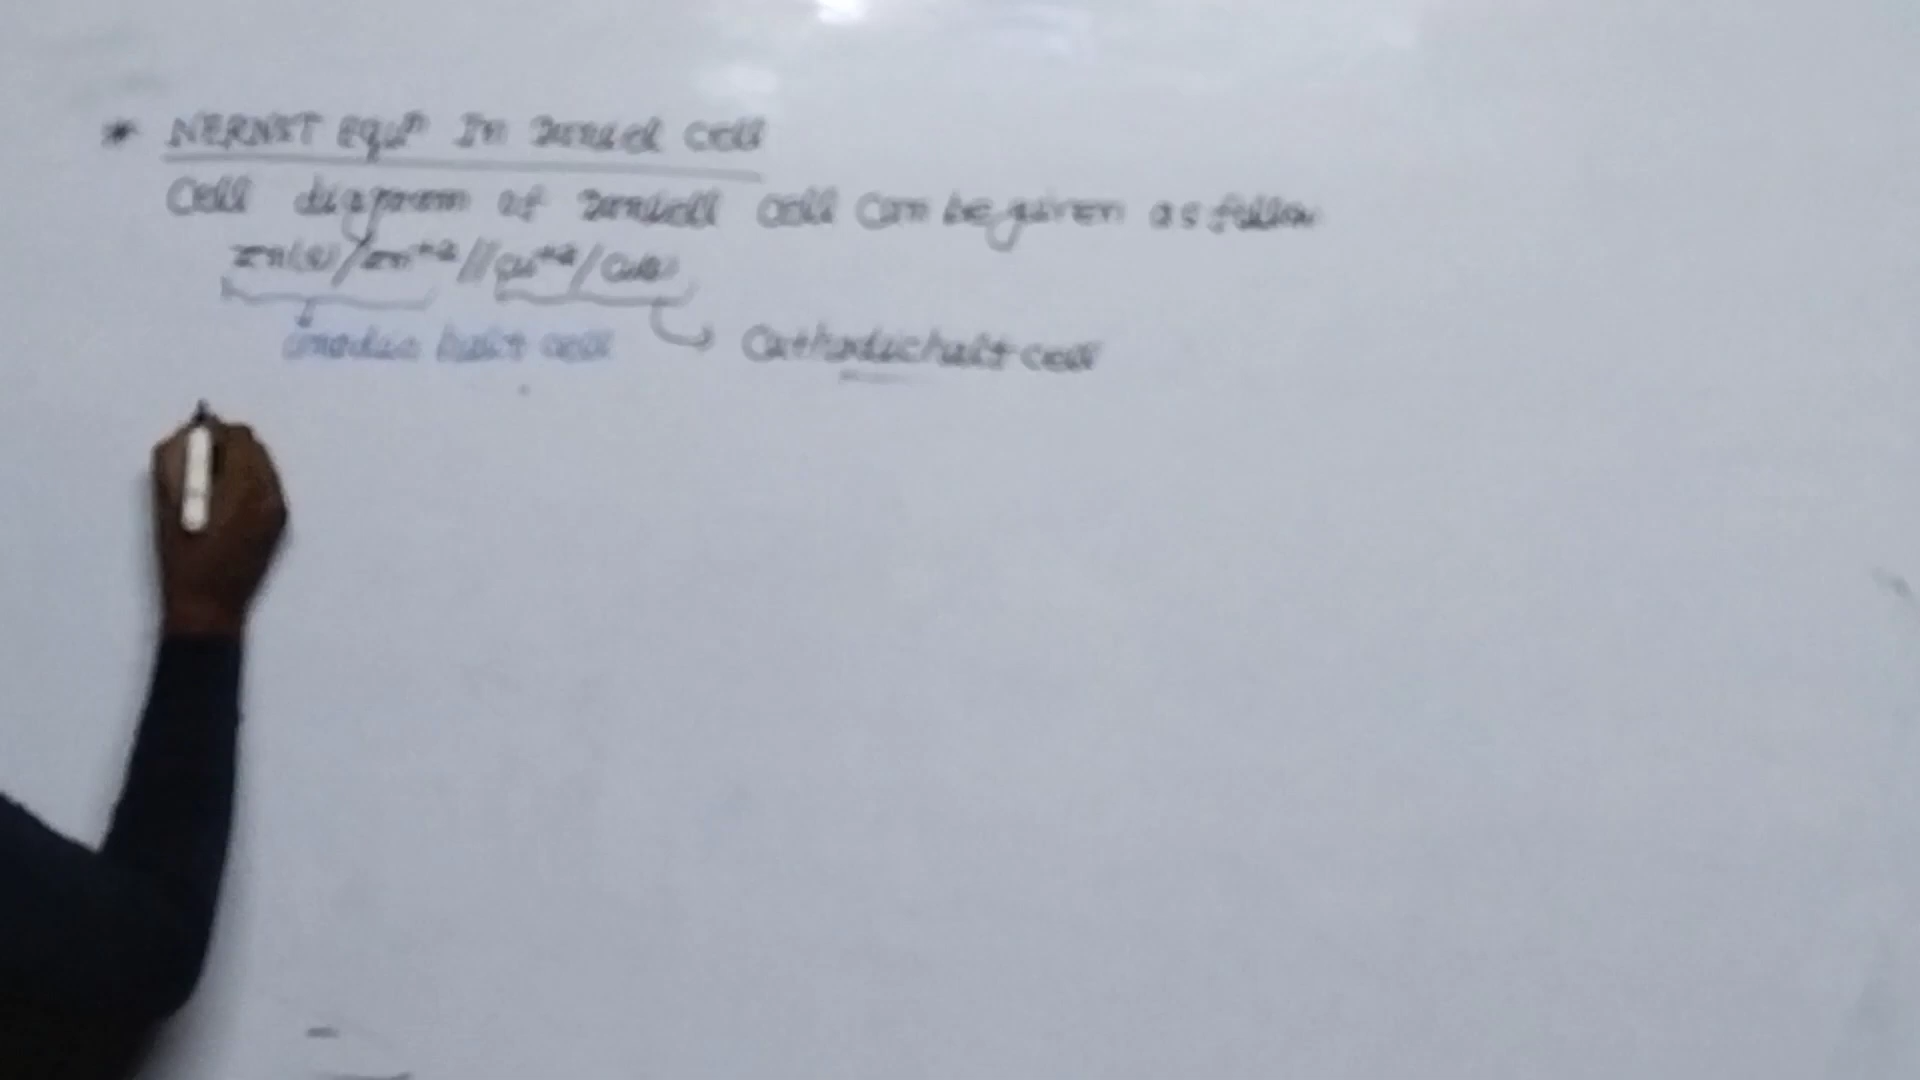 * NERNST Equⁿ In Daniel cell
Cell diagram of Daniell cell can be given as follow
Zn(s)/Zn⁺²//Cu⁺²/Cu(s)
anodic half cell
Cathodic half cell